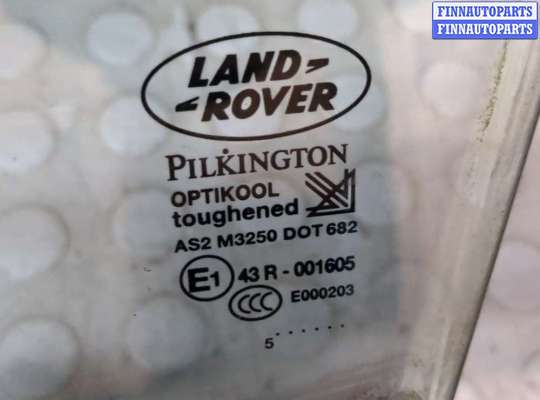 FINNAUTOPARTS
FINNAUTOPARTS
LAND
ROVER
PILKINGTON
OPTIKOOL
toughened
AS2 M3250 DOT 682
E1 43 R - 001605
CCC E000203
5 ......